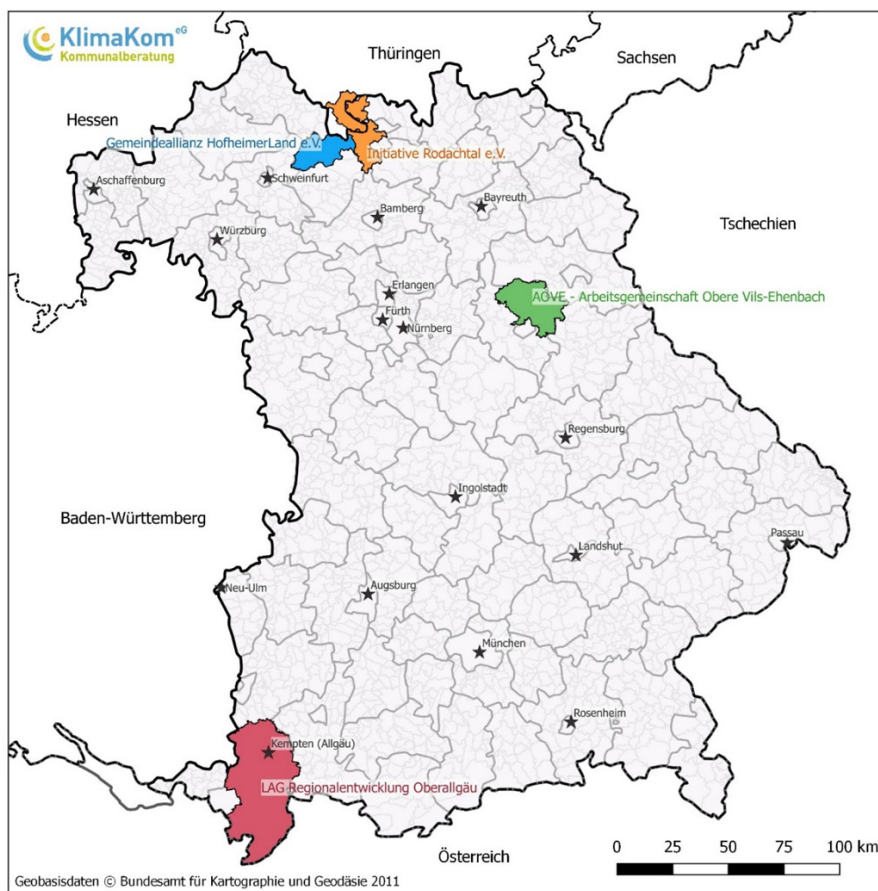 KlimaKom eG
Kommunalberatung
Thüringen
Sachsen
Hessen
Gemeindeallianz HofheimerLand e.V.
Initiative Rodachtal e.V.
Aschaffenburg
Schweinfurt
Bayreuth
Bamberg
Tschechien
Würzburg
Erlangen
AOVE - Arbeitsgemeinschaft Obere Vils-Ehenbach
Fürth
Nürnberg
Regensburg
Ingolstadt
Baden-Württemberg
Passau
Landshut
Neu-Ulm
Augsburg
München
Rosenheim
Kempten (Allgäu)
LAG Regionalentwicklung Oberallgäu
0 25 50 75 100 km
Österreich
Geobasisdaten © Bundesamt für Kartographie und Geodäsie 2011